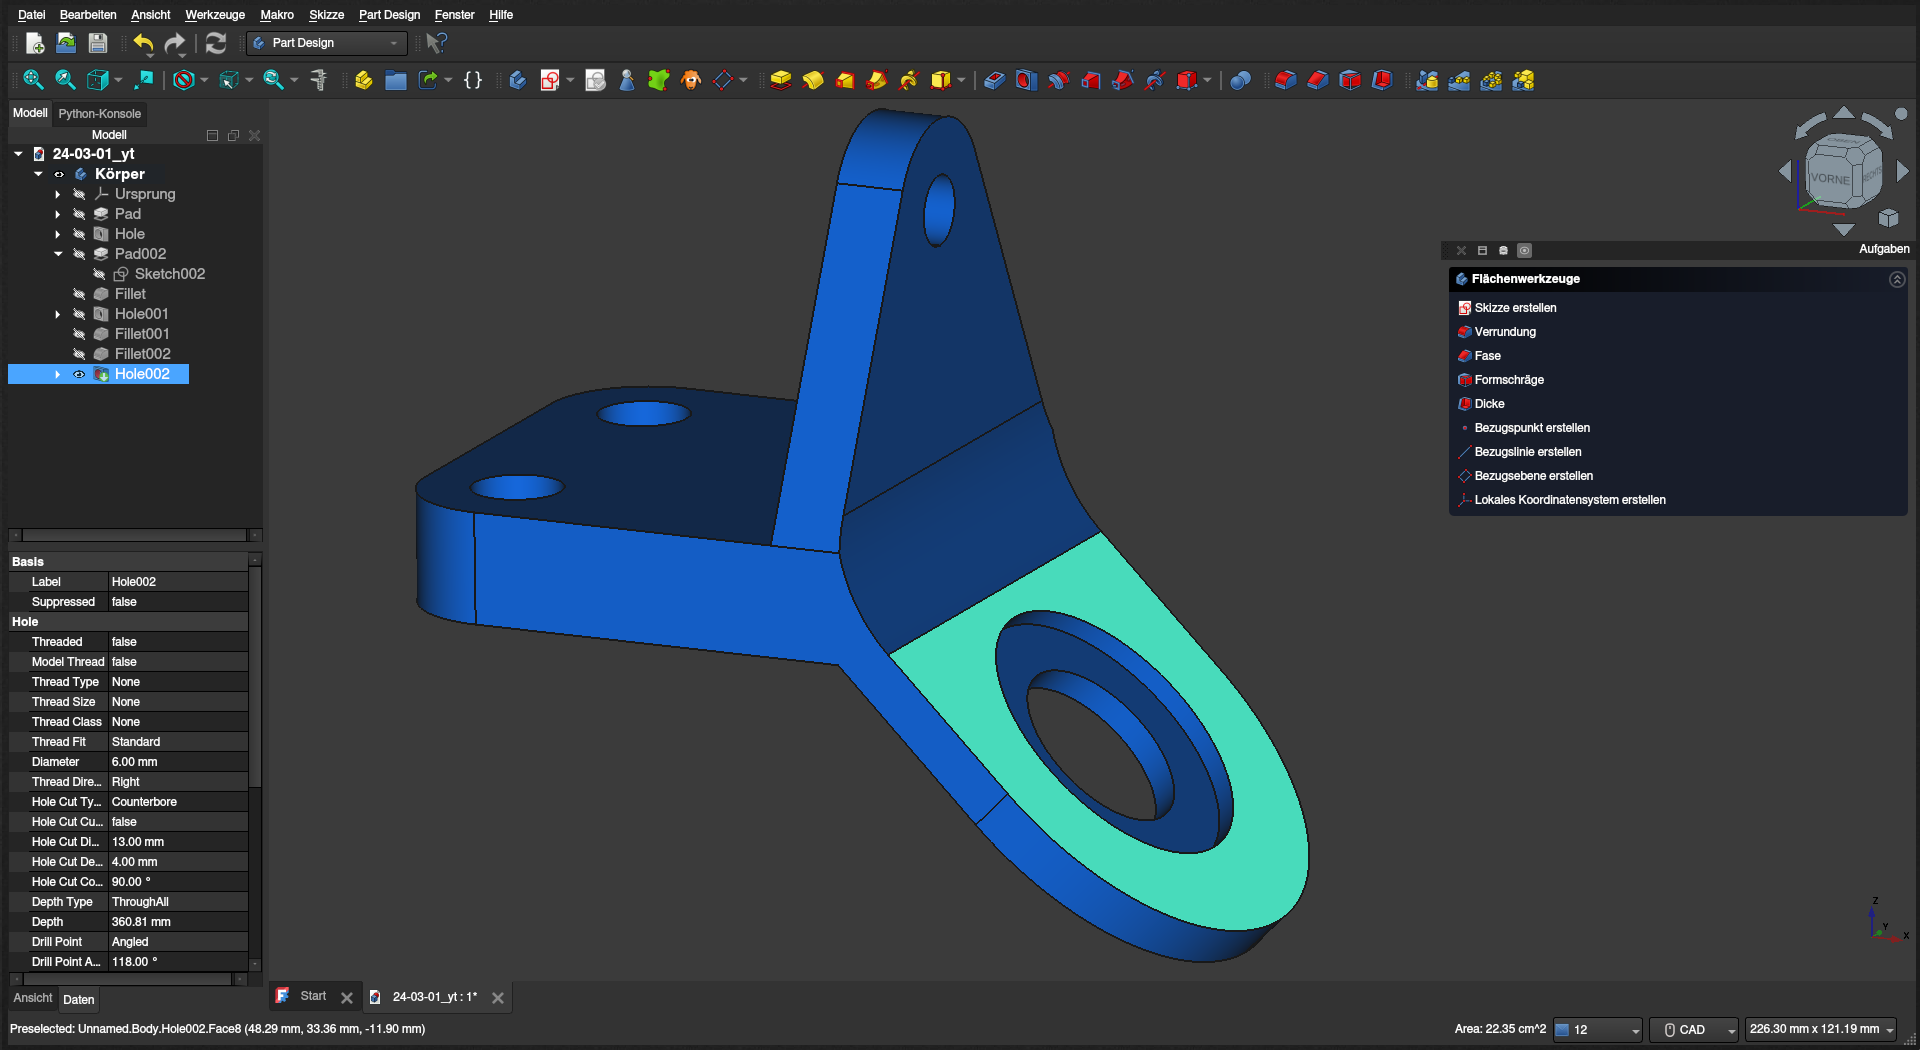 Datei Bearbeiten Ansicht Werkzeuge Makro Skizze Part Design Fenster Hilfe
Part Design
Modell Python-Konsole
Modell
24-03-01_yt
Körper
Ursprung
Pad
Hole
Pad002
Sketch002
Fillet
Hole001
Fillet001
Fillet002
Hole002
Basis
Label Hole002
Suppressed false
Hole
Threaded false
Model Thread false
Thread Type None
Thread Size None
Thread Class None
Thread Fit Standard
Diameter 6.00 mm
Thread Dire... Right
Hole Cut Ty... Counterbore
Hole Cut Cu... false
Hole Cut Di... 13.00 mm
Hole Cut De... 4.00 mm
Hole Cut Co... 90.00 °
Depth Type ThroughAll
Depth 360.81 mm
Drill Point Angled
Drill Point A... 118.00 °
Ansicht Daten
Start
24-03-01_yt : 1*
VORNE
Aufgaben
Flächenwerkzeuge
Skizze erstellen
Verrundung
Fase
Formschräge
Dicke
Bezugspunkt erstellen
Bezugslinie erstellen
Bezugsebene erstellen
Lokales Koordinatensystem erstellen
Z
Y
X
Preselected: Unnamed.Body.Hole002.Face8 (48.29 mm, 33.36 mm, -11.90 mm)
Area: 22.35 cm^2
12
CAD
226.30 mm x 121.19 mm